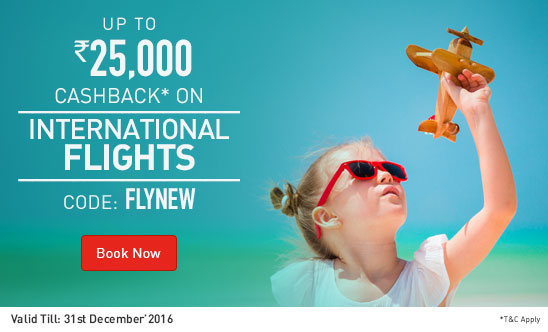 UP TO
₹25,000
CASHBACK* ON
INTERNATIONAL
FLIGHTS
CODE: FLYNEW
Book Now
Valid Till: 31st December'2016
*T&C Apply